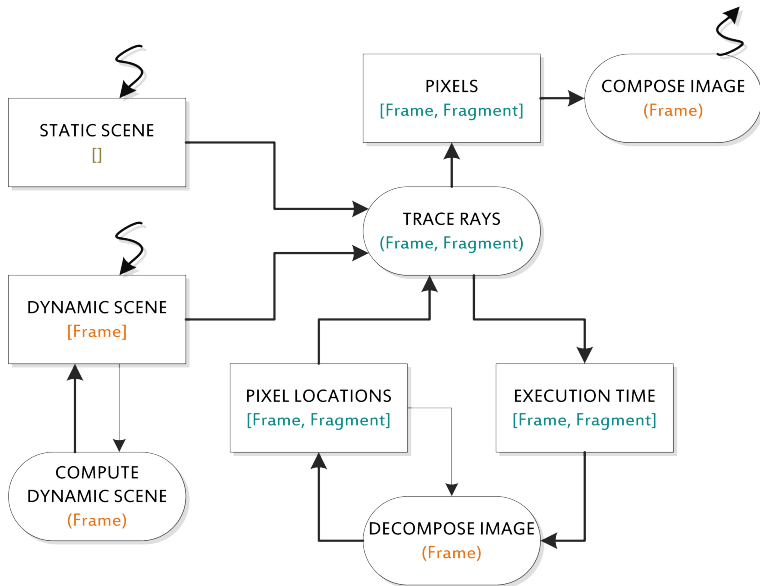 PIXELS
[Frame, Fragment]
COMPOSE IMAGE
(Frame)
STATIC SCENE
[]
TRACE RAYS
(Frame, Fragment)
DYNAMIC SCENE
[Frame]
PIXEL LOCATIONS
[Frame, Fragment]
EXECUTION TIME
[Frame, Fragment]
COMPUTE
DYNAMIC SCENE
(Frame)
DECOMPOSE IMAGE
(Frame)